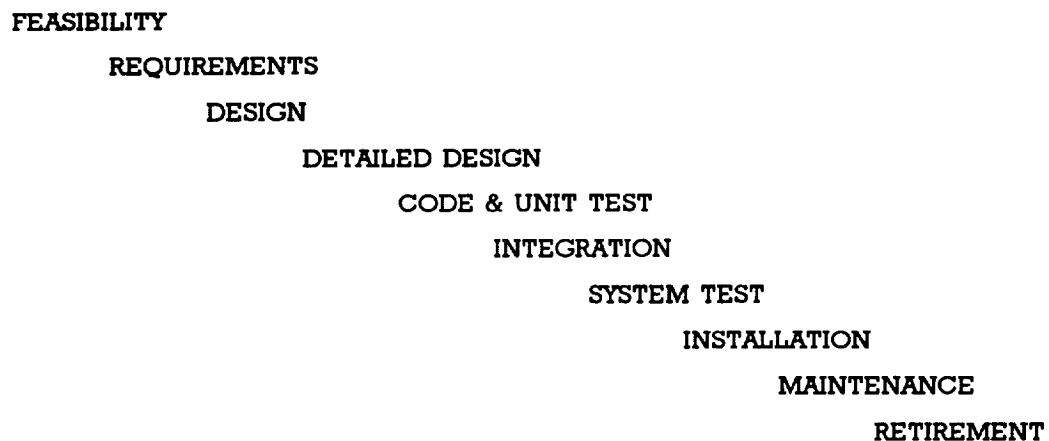 FEASIBILITY
REQUIREMENTS
DESIGN
DETAILED DESIGN
CODE & UNIT TEST
INTEGRATION
SYSTEM TEST
INSTALLATION
MAINTENANCE
RETIREMENT